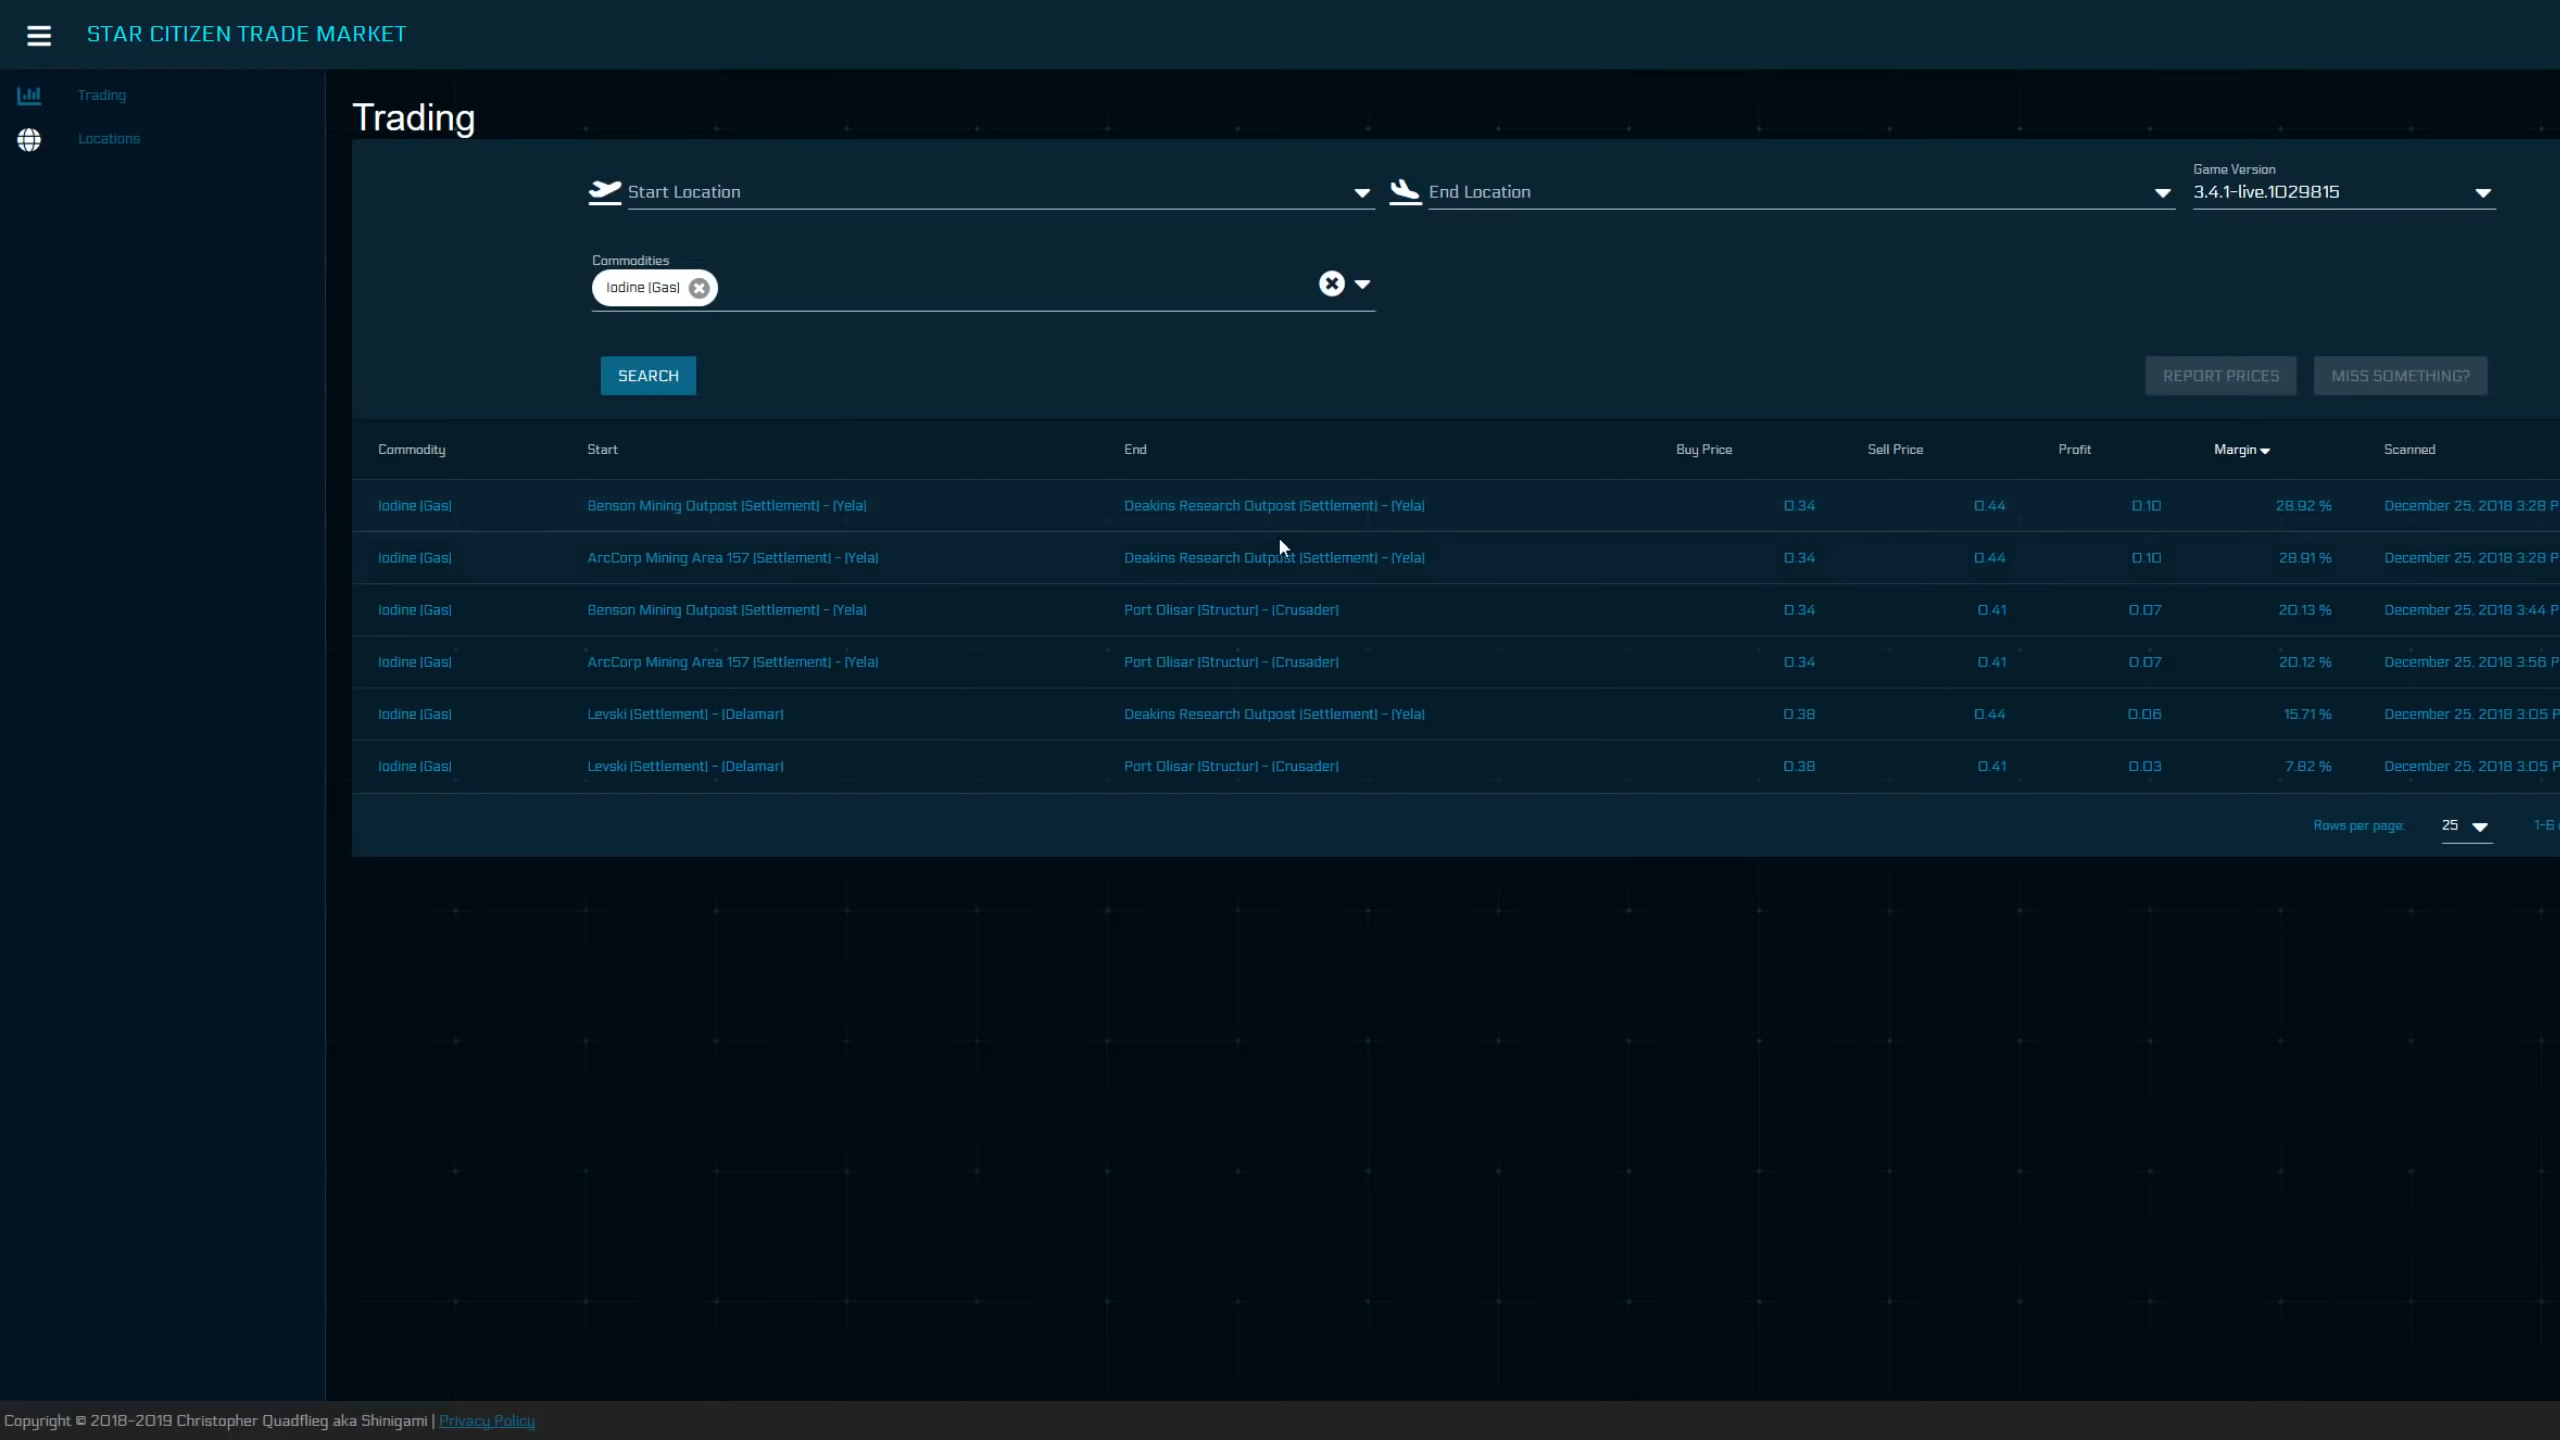 STAR CITIZEN TRADE MARKET
Trading
Locations
Trading
Start Location
End Location
Game Version
3.4.1-live.1029815
Commodities
Iodine (Gas)
SEARCH
REPORT PRICES
MISS SOMETHING?
Commodity Start End Buy Price Sell Price Profit Margin Scanned
Iodine (Gas) Benson Mining Outpost (Settlement) - (Yela) Deakins Research Outpost (Settlement) - (Yela) 0.34 0.44 0.10 28.92 % December 25, 2018 3:28 P
Iodine (Gas) ArcCorp Mining Area 157 (Settlement) - (Yela) Deakins Research Outpost (Settlement) - (Yela) 0.34 0.44 0.10 28.91 % December 25, 2018 3:28 P
Iodine (Gas) Benson Mining Outpost (Settlement) - (Yela) Port Olisar (Structur) - (Crusader) 0.34 0.41 0.07 20.13 % December 25, 2018 3:44 P
Iodine (Gas) ArcCorp Mining Area 157 (Settlement) - (Yela) Port Olisar (Structur) - (Crusader) 0.34 0.41 0.07 20.12 % December 25, 2018 3:56 P
Iodine (Gas) Levski (Settlement) - (Delamar) Deakins Research Outpost (Settlement) - (Yela) 0.38 0.44 0.06 15.71 % December 25, 2018 3:05 P
Iodine (Gas) Levski (Settlement) - (Delamar) Port Olisar (Structur) - (Crusader) 0.38 0.41 0.03 7.82 % December 25, 2018 3:05 P
Rows per page: 25 1-6
Copyright © 2018-2019 Christopher Quadflieg aka Shinigami | Privacy Policy